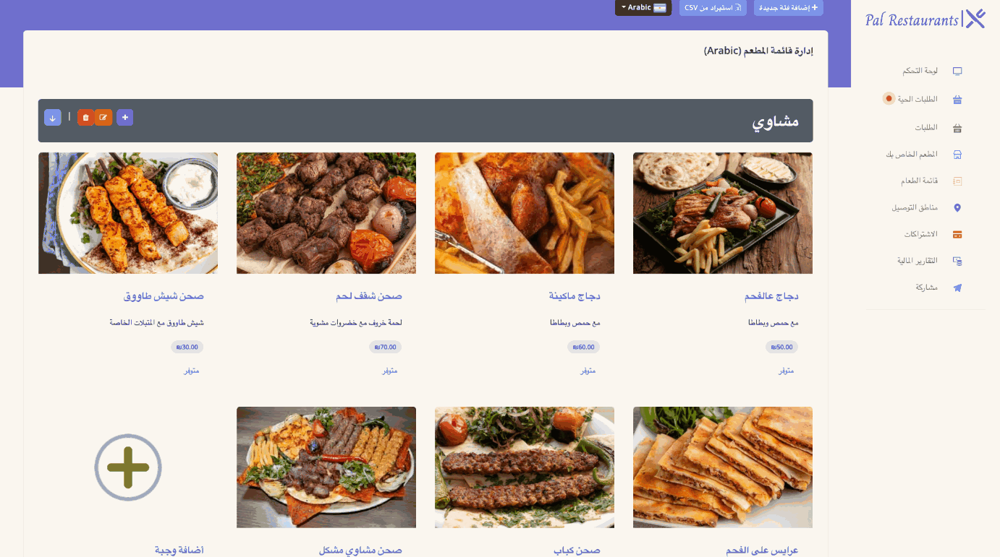 Pal Restaurants
لوحة التحكم
الطلبات الحية
الطلبات
المطعم الخاص بك
قائمة الطعام
مناطق التوصيل
الاشتراكات
التقارير المالية
مشاركة
إضافة فئة جديدة
استيراد من CSV
Arabic
إدارة قائمة المطعم (Arabic)
مشاوي
دجاج عالفحم
مع حمص وبطاطا
₪50.00
متوفر
دجاج ماكينة
مع حمص وبطاطا
₪60.00
متوفر
صحن شقف لحم
لحمة خروف مع خضروات مشوية
₪70.00
متوفر
صحن شيش طاووق
شيش طاووق مع المتبلات الخاصة
₪30.00
متوفر
عرايس على الفحم
صحن كباب
صحن مشاوي مشكل
أضافة وجبة